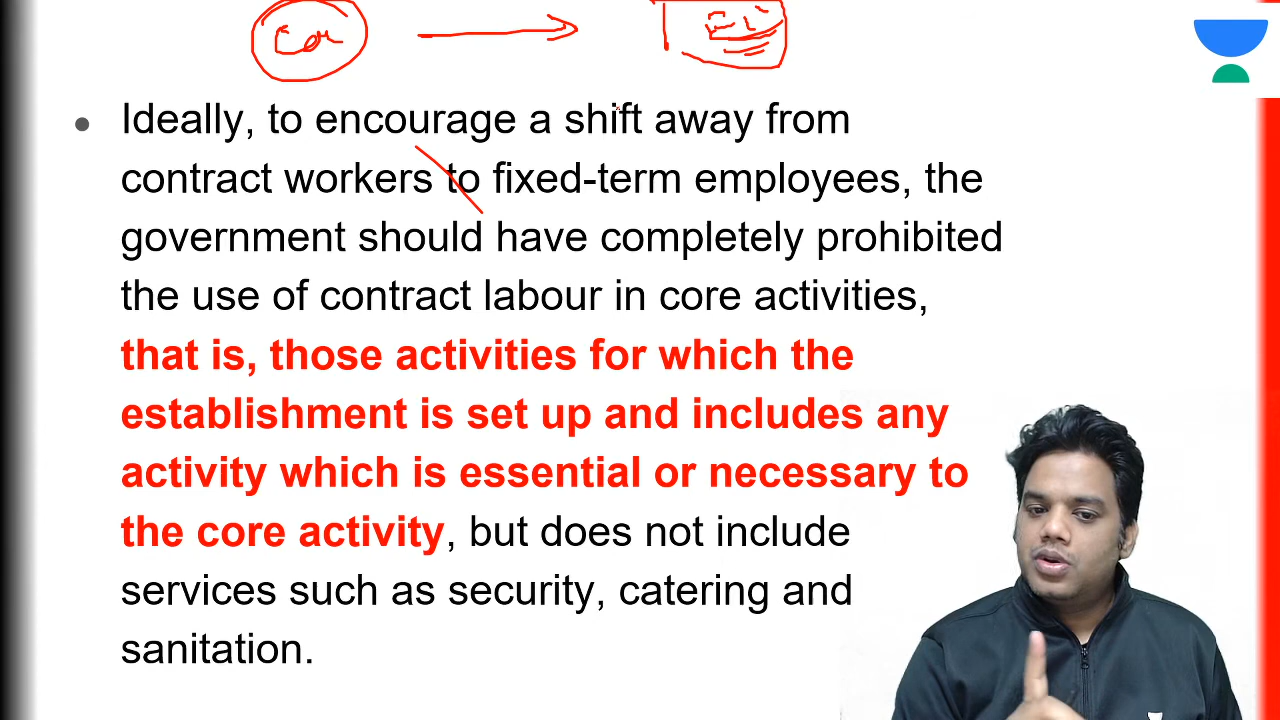 Con
Ideally, to encourage a shift away from
contract workers to fixed-term employees, the
government should have completely prohibited
the use of contract labour in core activities,
that is, those activities for which the
establishment is set up and includes any
activity which is essential or necessary to
the core activity, but does not include
services such as security, catering and
sanitation.